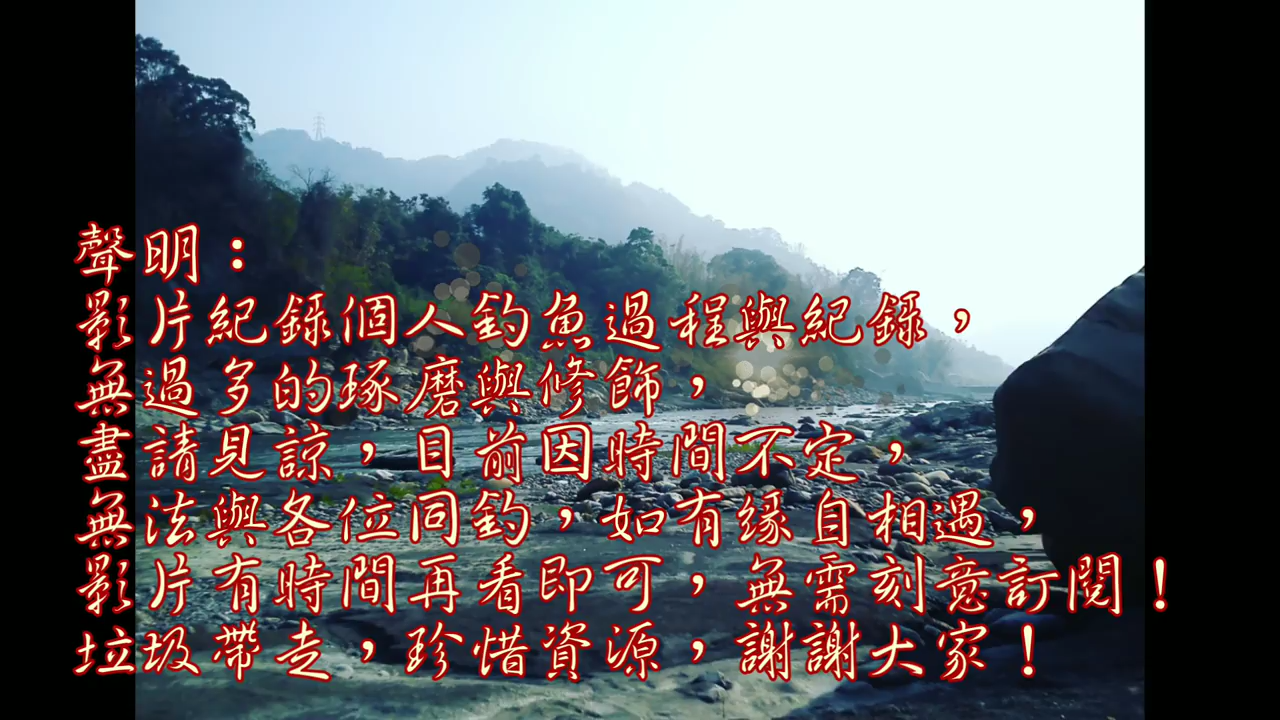 聲明：
影片紀錄個人釣魚過程與紀錄，
無過多的琢磨與修飾，
盡請見諒，目前因時間不定，
無法與各位同釣，如有緣自相遇，
影片有時間再看即可，無需刻意訂閱！
垃圾帶走，珍惜資源，謝謝大家！